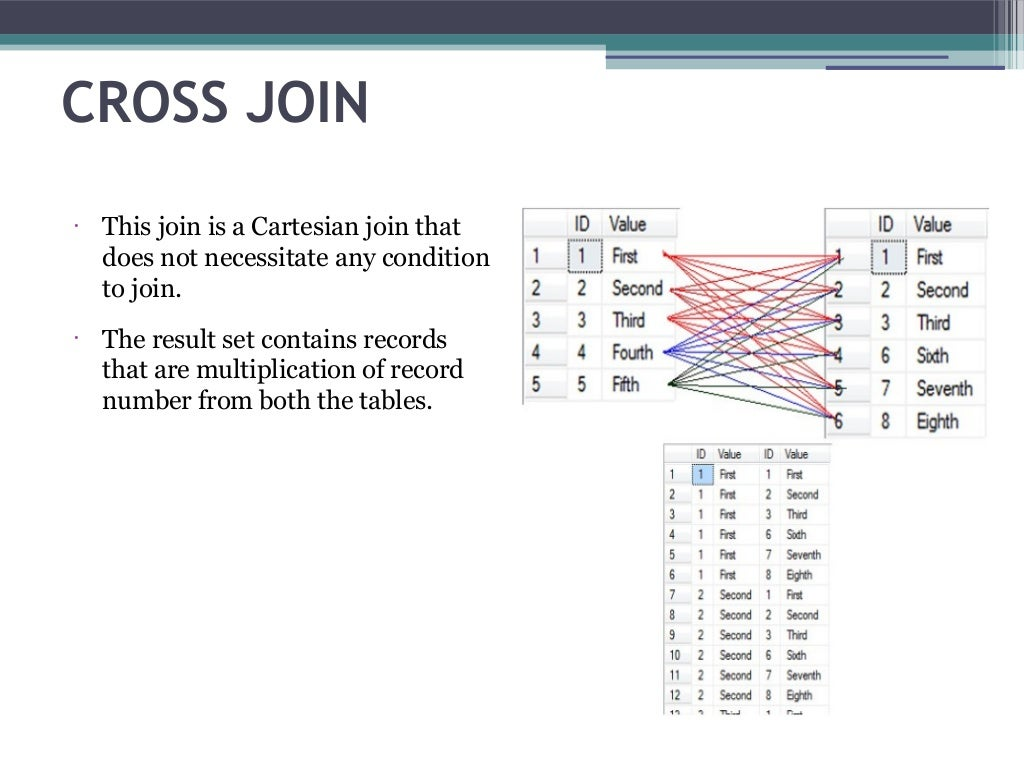 CROSS JOIN
· This join is a Cartesian join that
does not necessitate any condition
to join.
· The result set contains records
that are multiplication of record
number from both the tables.
ID Value
1 1 First
2 2 Second
3 3 Third
4 4 Fourth
5 5 Fifth
ID Value
1 1 First
2 2 Second
3 3 Third
4 6 Sixth
5 7 Seventh
6 8 Eighth
ID Value ID Value
1 1 First 1 First
2 1 First 2 Second
3 1 First 3 Third
4 1 First 6 Sixth
5 1 First 7 Seventh
6 1 First 8 Eighth
7 2 Second 1 First
8 2 Second 2 Second
9 2 Second 3 Third
10 2 Second 6 Sixth
11 2 Second 7 Seventh
12 2 Second 8 Eighth